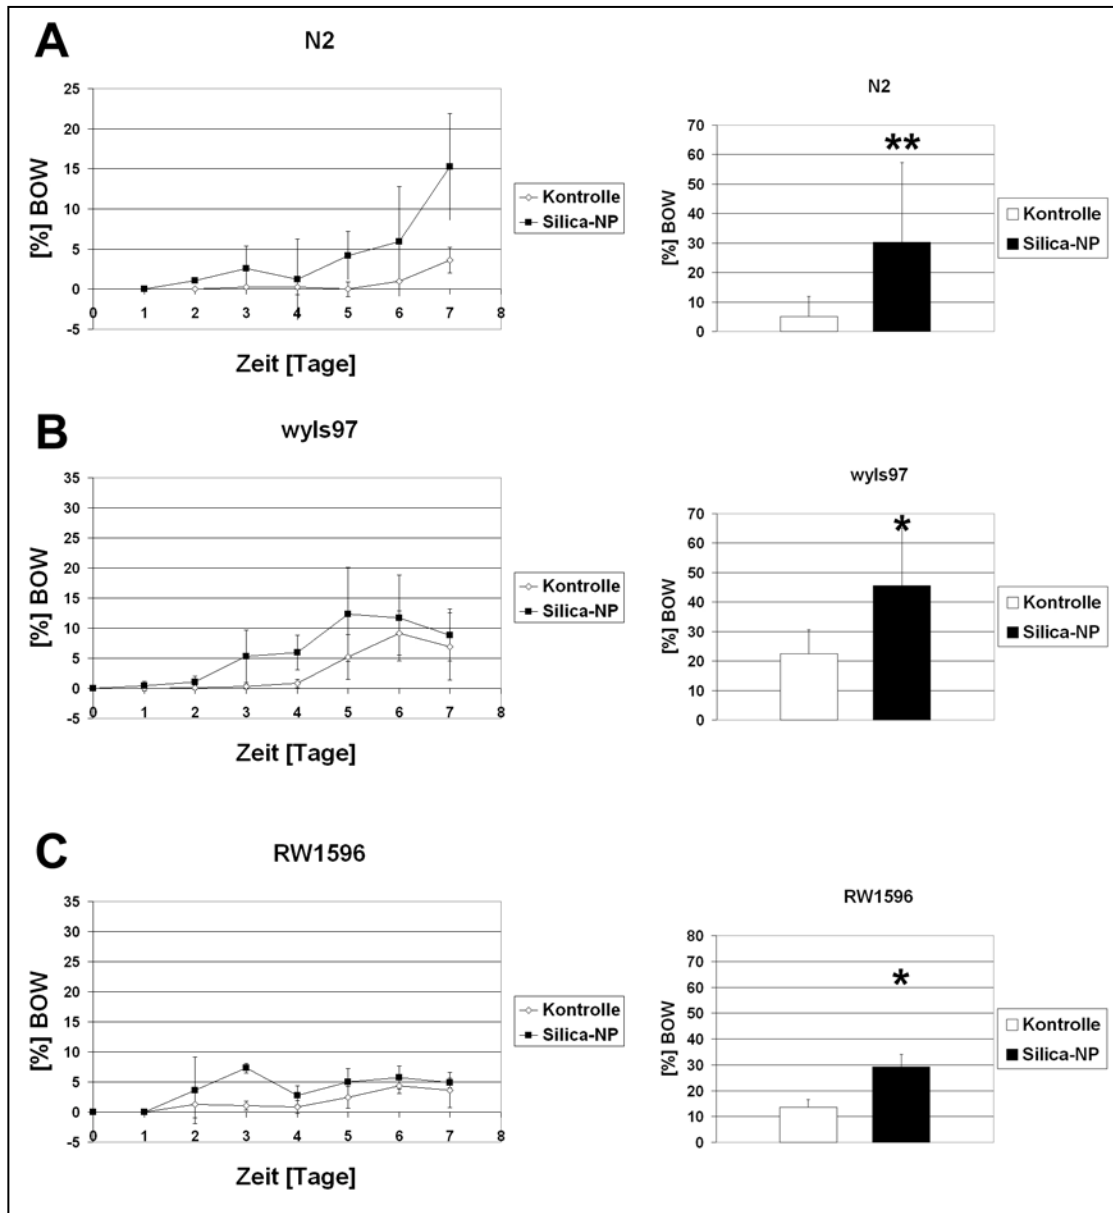 A
N2
25
20
15
10
5
0
-5
0 1 2 3 4 5 6 7 8
[%] BOW
Zeit [Tage]
Kontrolle
Silica-NP
N2
70
60
50
40
30
20
10
0
[%] BOW
**
Kontrolle
Silica-NP
B
wyIs97
35
30
25
20
15
10
5
0
-5
0 1 2 3 4 5 6 7 8
[%] BOW
Zeit [Tage]
Kontrolle
Silica-NP
wyIs97
70
60
50
40
30
20
10
0
[%] BOW
*
Kontrolle
Silica-NP
C
RW1596
35
30
25
20
15
10
5
0
-5
0 1 2 3 4 5 6 7 8
[%] BOW
Zeit [Tage]
Kontrolle
Silica-NP
RW1596
80
70
60
50
40
30
20
10
0
[%] BOW
*
Kontrolle
Silica-NP